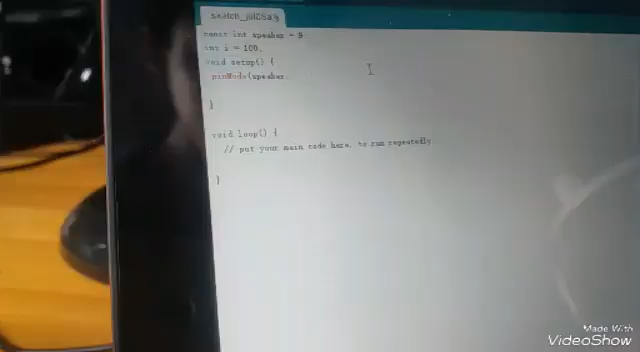 const int speaker = 9
int i = 100;
void setup() {
pinMode(speaker.
}
void loop() {
// put your main code here, to run repeatedly
}
Made With
VideoShow